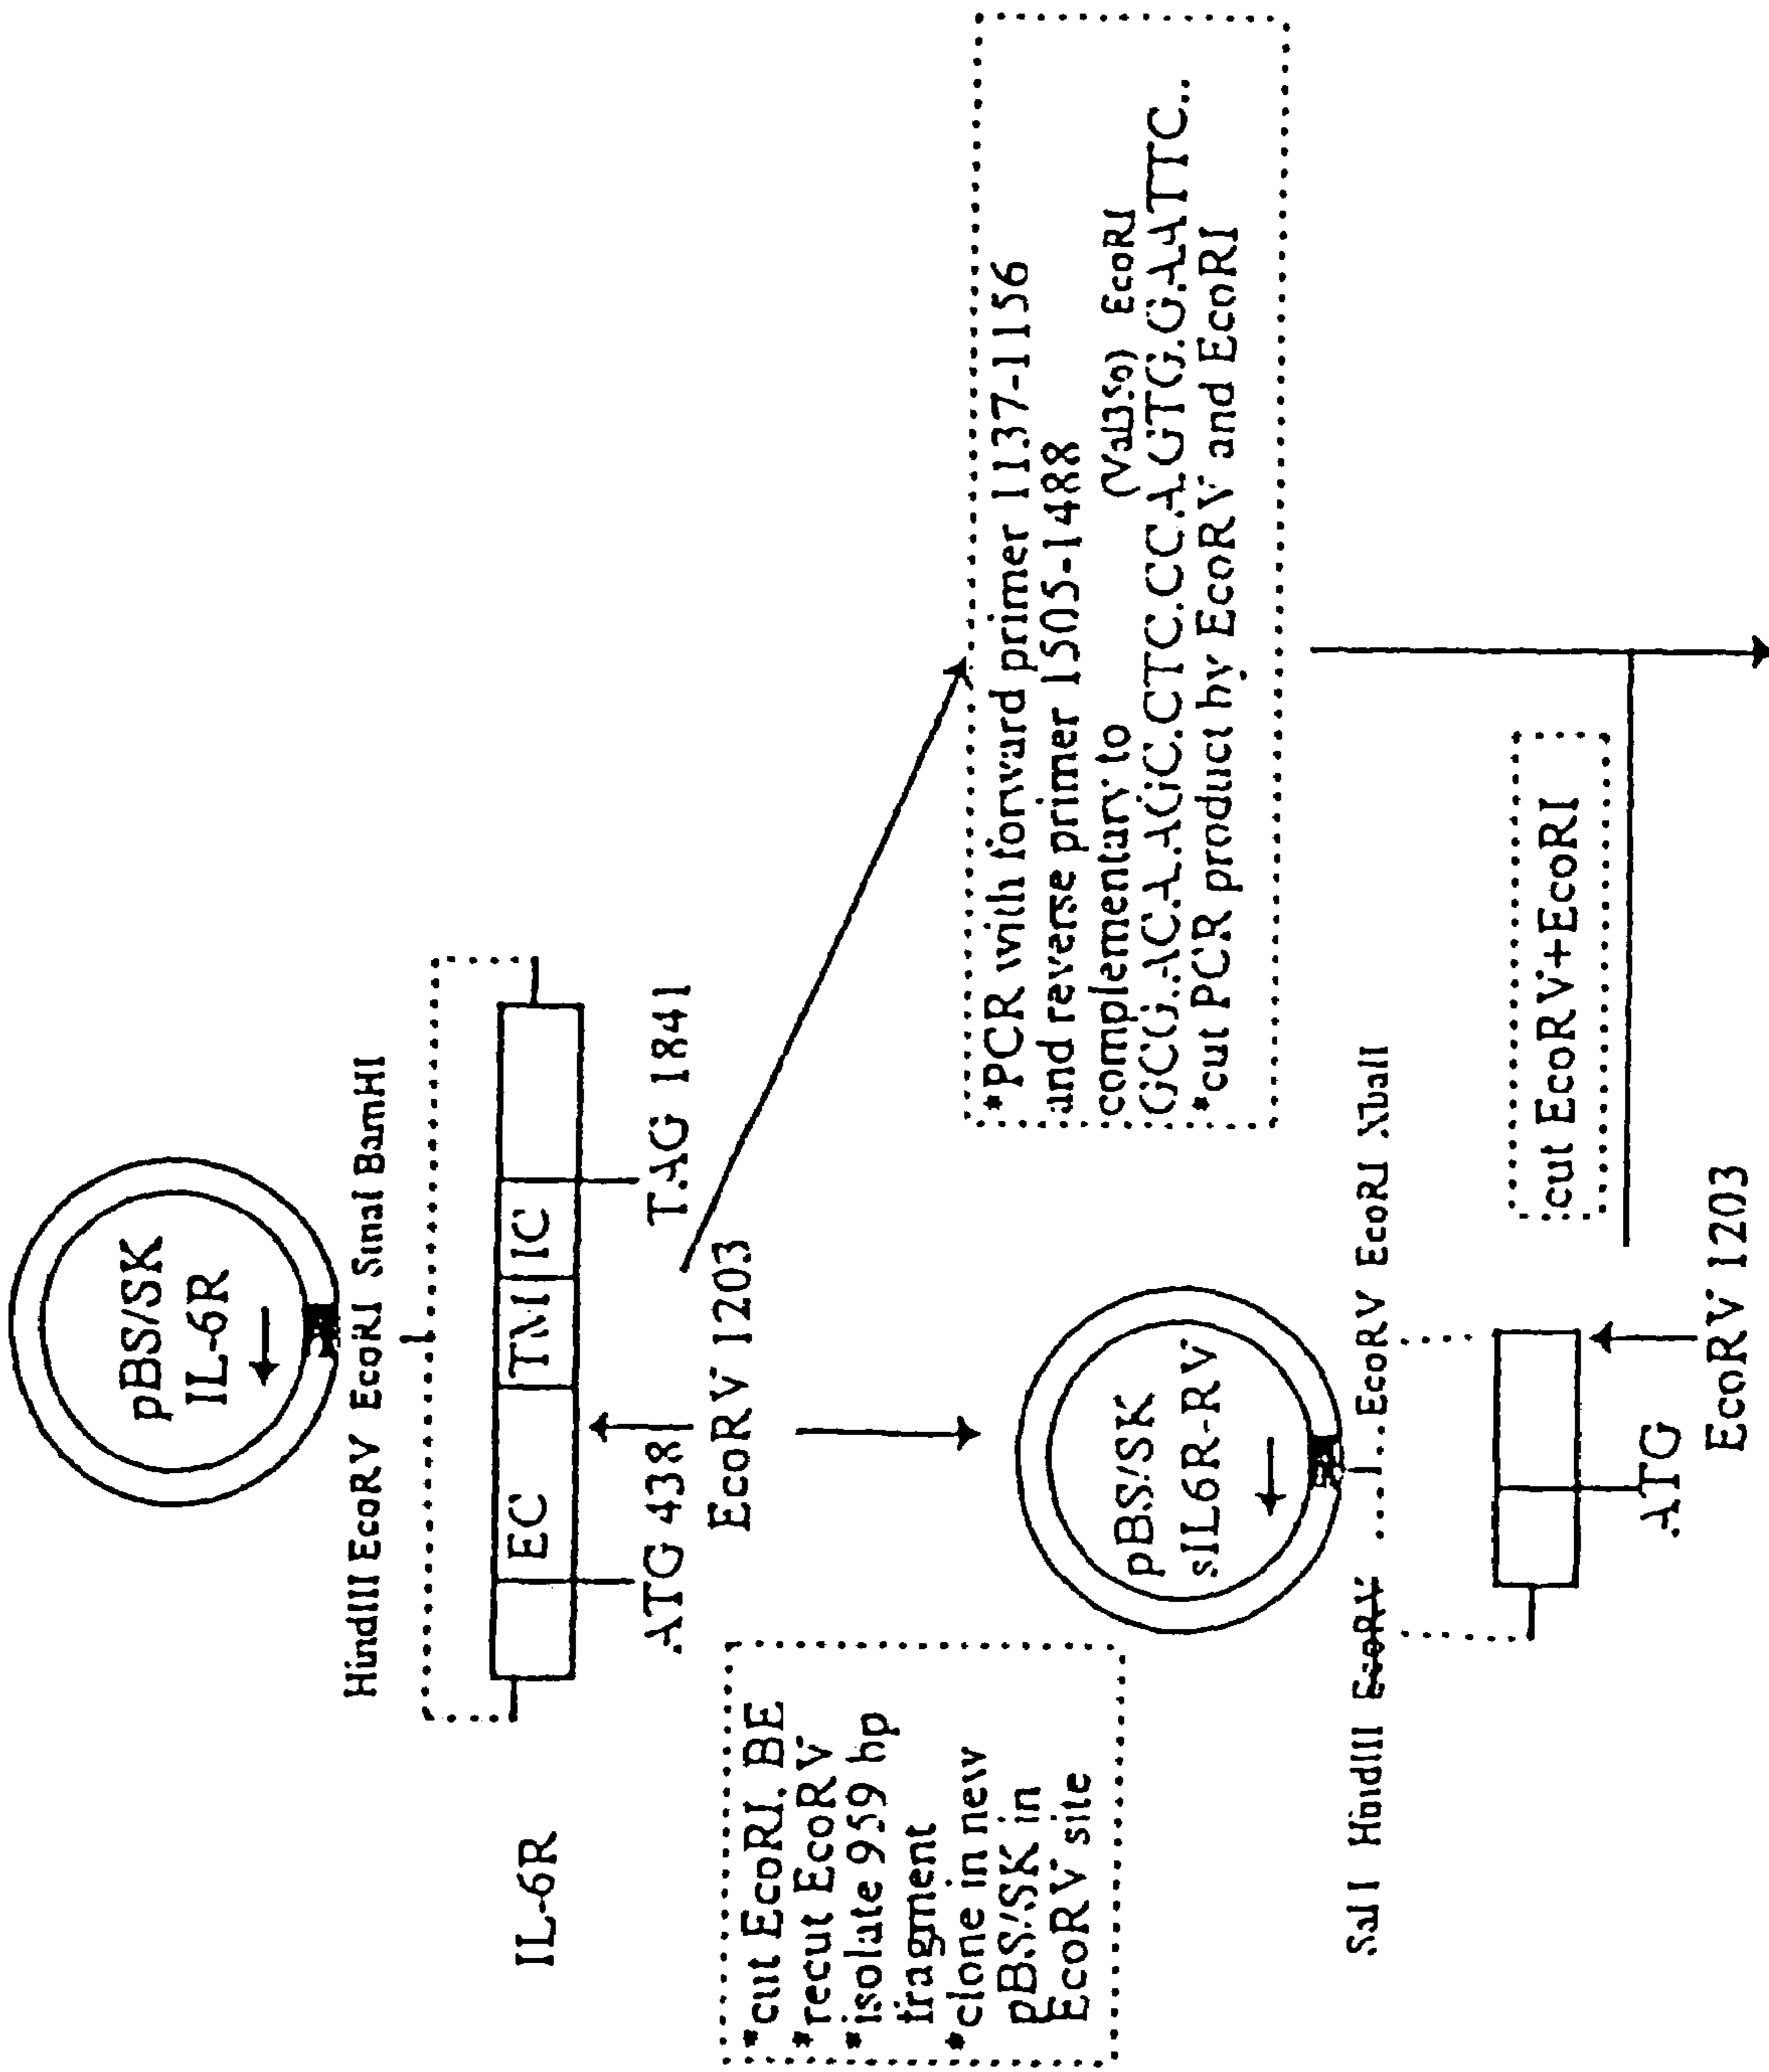 pBS/SK
IL-6R
HindIII EcoRV EcoRI SmaI BamHI
IL-6R
EC TM IC
ATG 438
TAG 1841
EcoRV 1203
*cut EcoRI, BE
*recut EcoRV
*isolate 959 bp
fragment
*clone in new
pBS/SK in
EcoRV site
*PCR with forward primer 1137-1156
and reverse primer 1505-1488
complementary to
(Val356) EcoRI
GCG.ACA.AGC.CTC.CCA.GTG.GAATTC..
*cut PCR product by EcoRV and EcoRI
pBS/SK
sIL6R-RV
Sal I HindIII EcoRV ....I...EcoRV EcoRI XbaII
cut EcoRV+EcoRI
ATG
EcoRV 1203